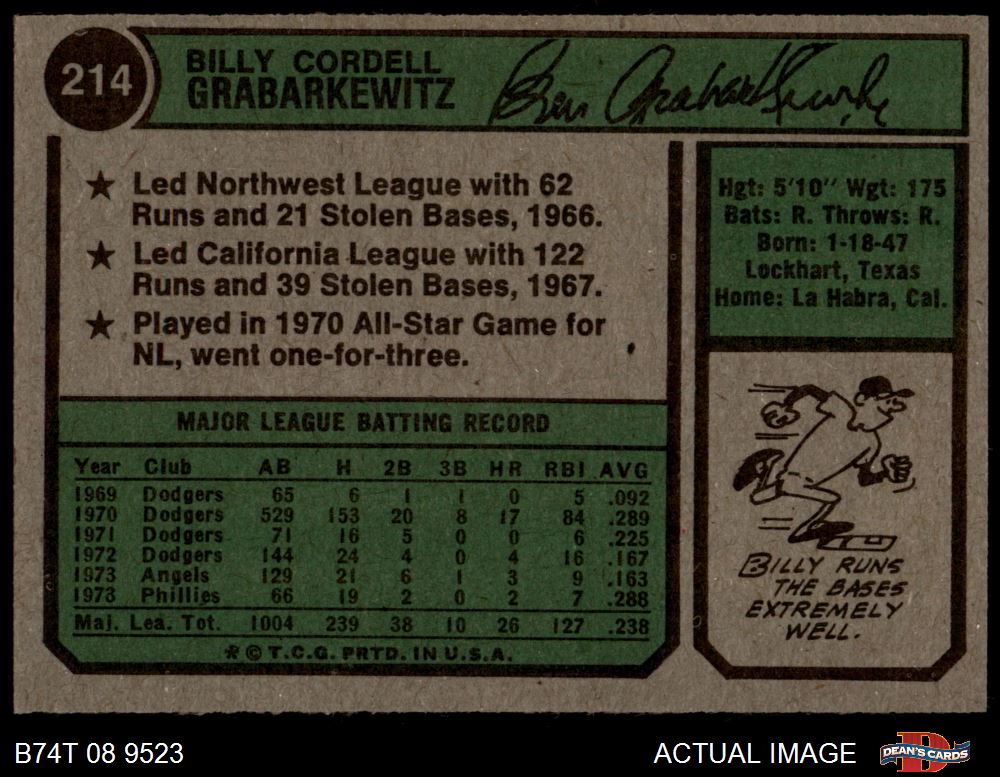 214
BILLY CORDELL
GRABARKEWITZ
★ Led Northwest League with 62
Runs and 21 Stolen Bases, 1966.
★ Led California League with 122
Runs and 39 Stolen Bases, 1967.
★ Played in 1970 All-Star Game for
NL, went one-for-three.
Hgt: 5'10" Wgt: 175
Bats: R. Throws: R.
Born: 1-18-47
Lockhart, Texas
Home: La Habra, Cal.
MAJOR LEAGUE BATTING RECORD
Year Club AB H 2B 3B HR RBI AVG
1969 Dodgers 65 6 1 1 0 5 .092
1970 Dodgers 529 153 20 8 17 84 .289
1971 Dodgers 71 16 5 0 0 6 .225
1972 Dodgers 144 24 4 0 4 16 .167
1973 Angels 129 21 6 1 3 9 .163
1973 Phillies 66 19 2 0 2 7 .288
Maj. Lea. Tot. 1004 239 38 10 26 127 .238
© T.C.G. PRTD. IN U.S.A.
BILLY RUNS
THE BASES
EXTREMELY
WELL.
B74T 08 9523
ACTUAL IMAGE
DEAN'S CARDS